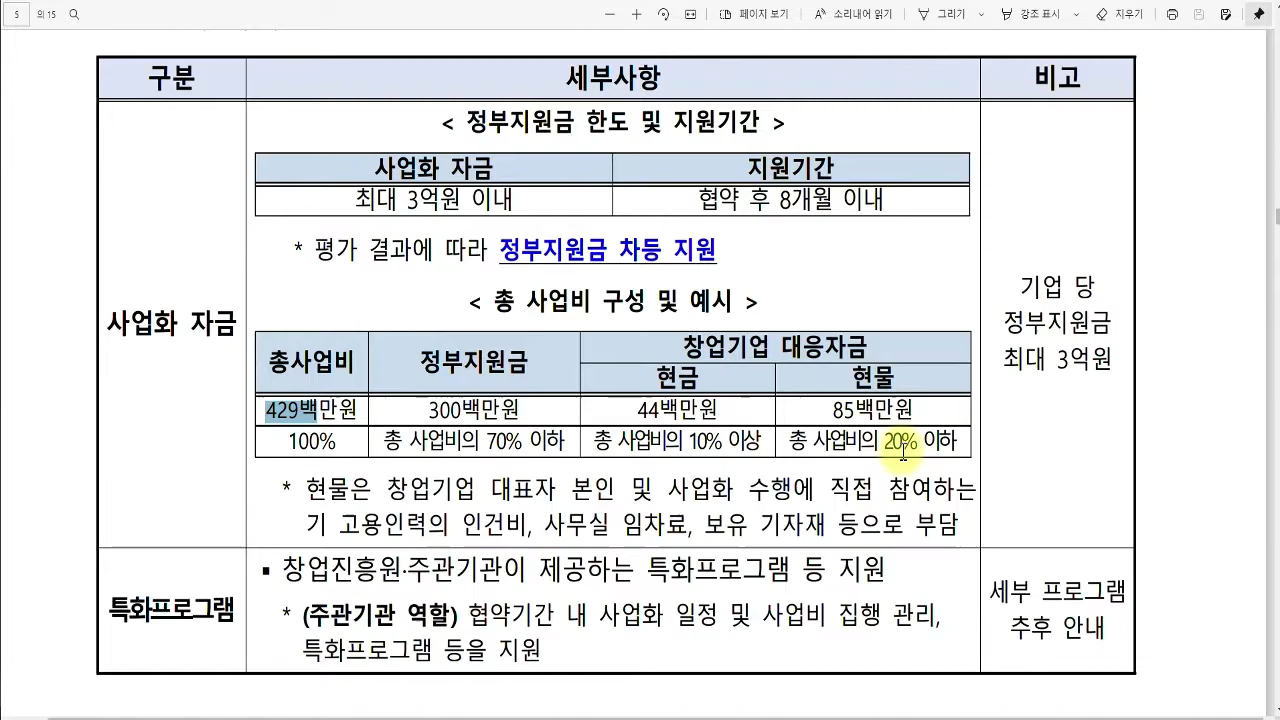 5 의 15 페이지 보기 소리내어 읽기 그리기 강조 표시 지우기
구분 세부사항 비고
< 정부지원금 한도 및 지원기간 >
사업화 자금 지원기간
최대 3억원 이내 협약 후 8개월 이내
* 평가 결과에 따라 정부지원금 차등 지원
< 총 사업비 구성 및 예시 >
사업화 자금
총사업비 정부지원금 창업기업 대응자금
현금 현물
429백만원 300백만원 44백만원 85백만원
100% 총 사업비의 70% 이하 총 사업비의 10% 이상 총 사업비의 20% 이하
* 현물은 창업기업 대표자 본인 및 사업화 수행에 직접 참여하는
기 고용인력의 인건비, 사무실 임차료, 보유 기자재 등으로 부담
기업 당
정부지원금
최대 3억원
특화프로그램
▪ 창업진흥원·주관기관이 제공하는 특화프로그램 등 지원
* (주관기관 역할) 협약기간 내 사업화 일정 및 사업비 집행 관리,
특화프로그램 등을 지원
세부 프로그램
추후 안내